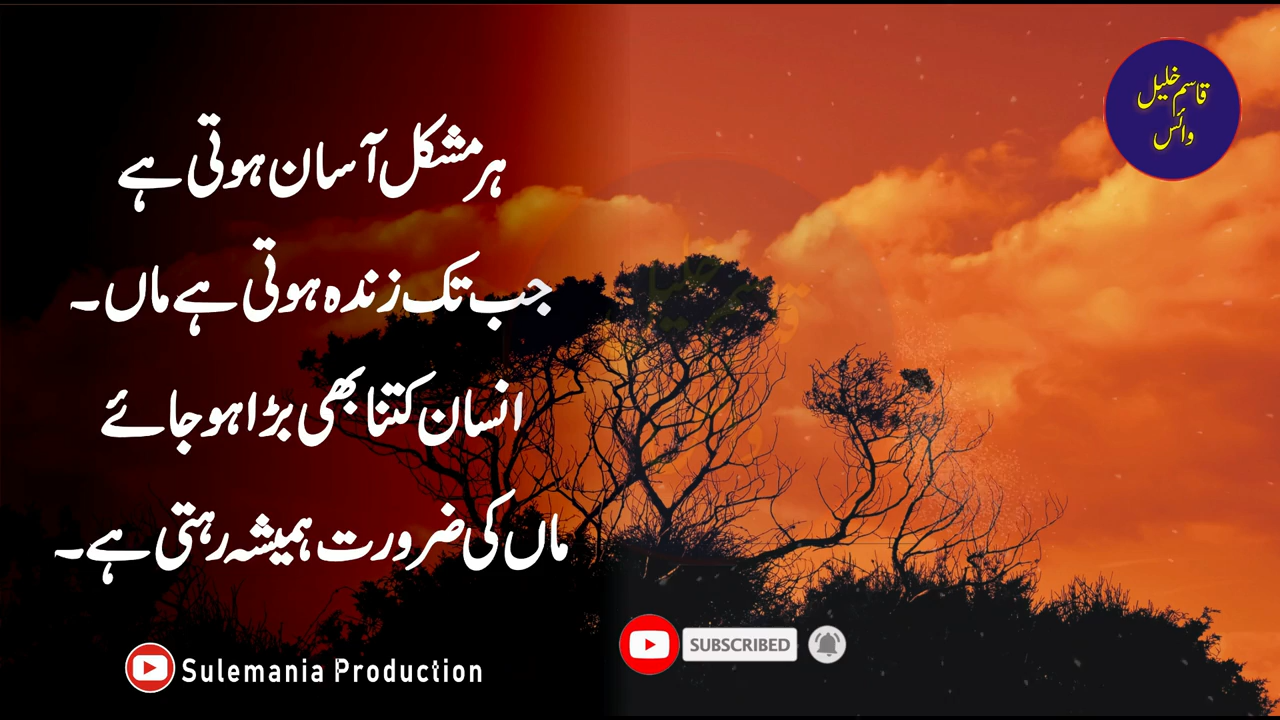 ہر مشکل آسان ہوتی ہے
جب تک زندہ ہوتی ہے ماں۔
انسان کتنا بھی بڑا ہو جائے
ماں کی ضرورت ہمیشہ رہتی ہے۔
قاسم خلیل
وائس
Sulemania Production
SUBSCRIBED